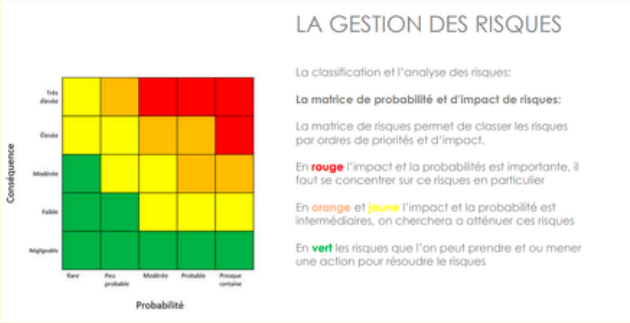 LA GESTION DES RISQUES
La classification et l'analyse des risques:
La matrice de probabilité et d'impact de risques:
La matrice de risques permet de classer les risques
par ordres de priorités et d'impact.
En rouge l'impact et la probabilités est importante, il
faut se concentrer sur ce risques en particulier
En orange et jaune l'impact et la probabilité est
intermédiaires, on cherchera a atténuer ces risques
En vert les risques que l'on peut prendre et ou mener
une action pour résoudre le risques
Conséquence
Très
élevée
Élevée
Modérée
Faible
Négligeable
Rare
Peu
probable
Modérée
Probable
Presque
certaine
Probabilité